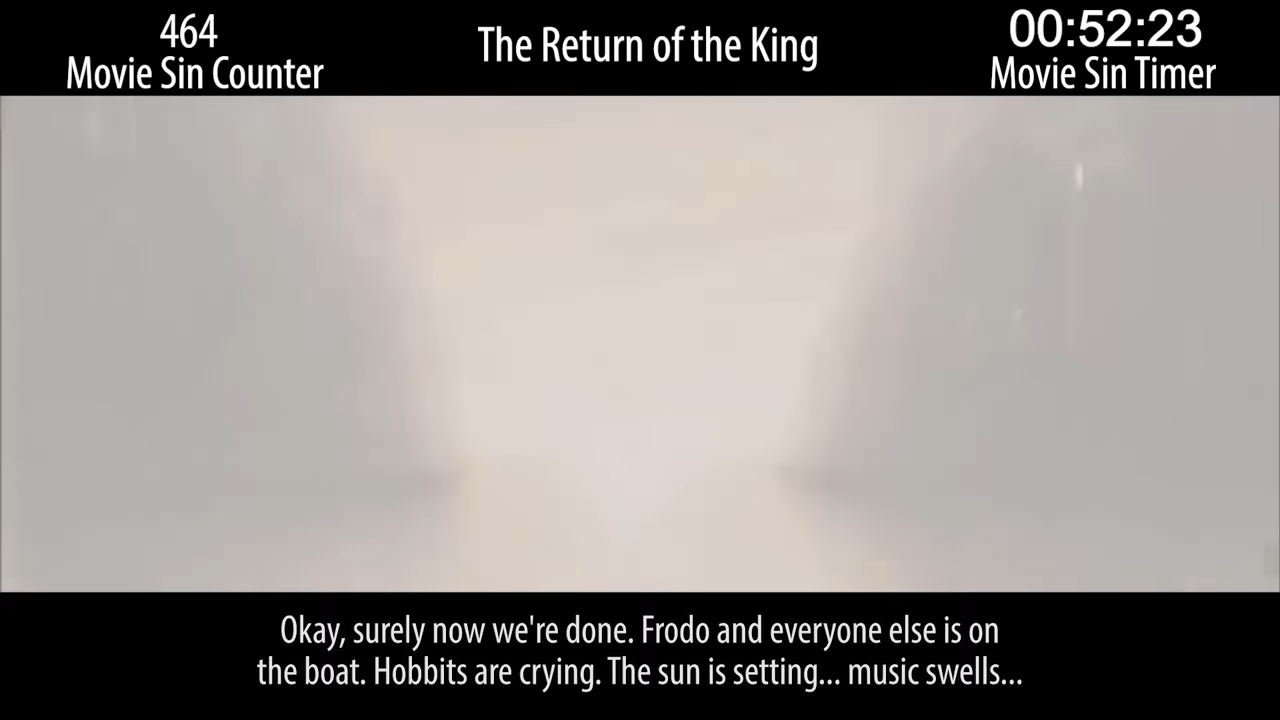 464
Movie Sin Counter
The Return of the King
00:52:23
Movie Sin Timer
Okay, surely now we're done. Frodo and everyone else is on
the boat. Hobbits are crying. The sun is setting... music swells...